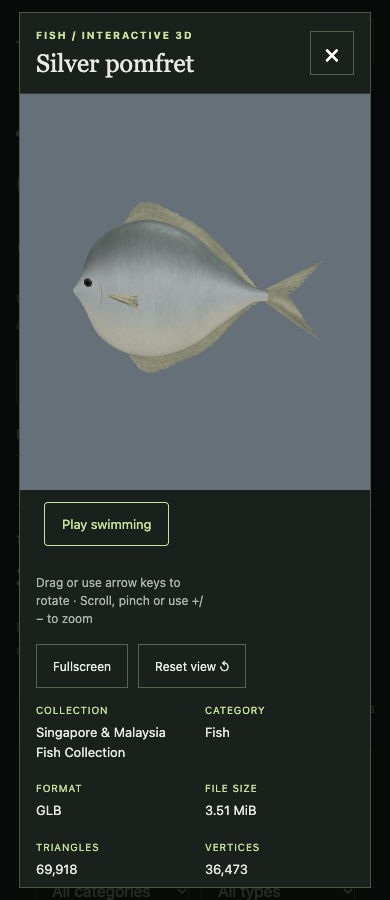 FISH / INTERACTIVE 3D
Silver pomfret
×
Play swimming
Drag or use arrow keys to
rotate · Scroll, pinch or use +/
− to zoom
Fullscreen
Reset view ↺
COLLECTION
Singapore & Malaysia
Fish Collection
CATEGORY
Fish
FORMAT
GLB
FILE SIZE
3.51 MiB
TRIANGLES
69,918
VERTICES
36,473
All categories
All types